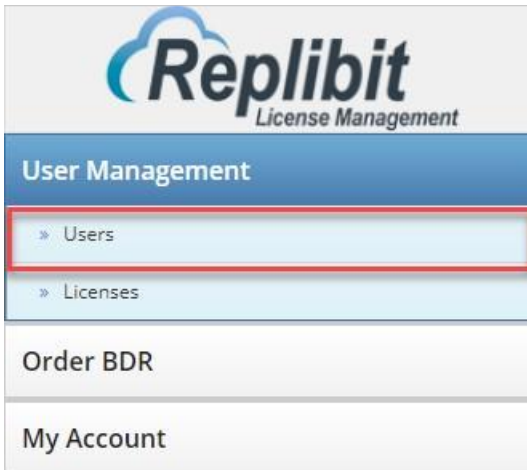 Replibit
License Management
User Management
» Users
» Licenses
Order BDR
My Account